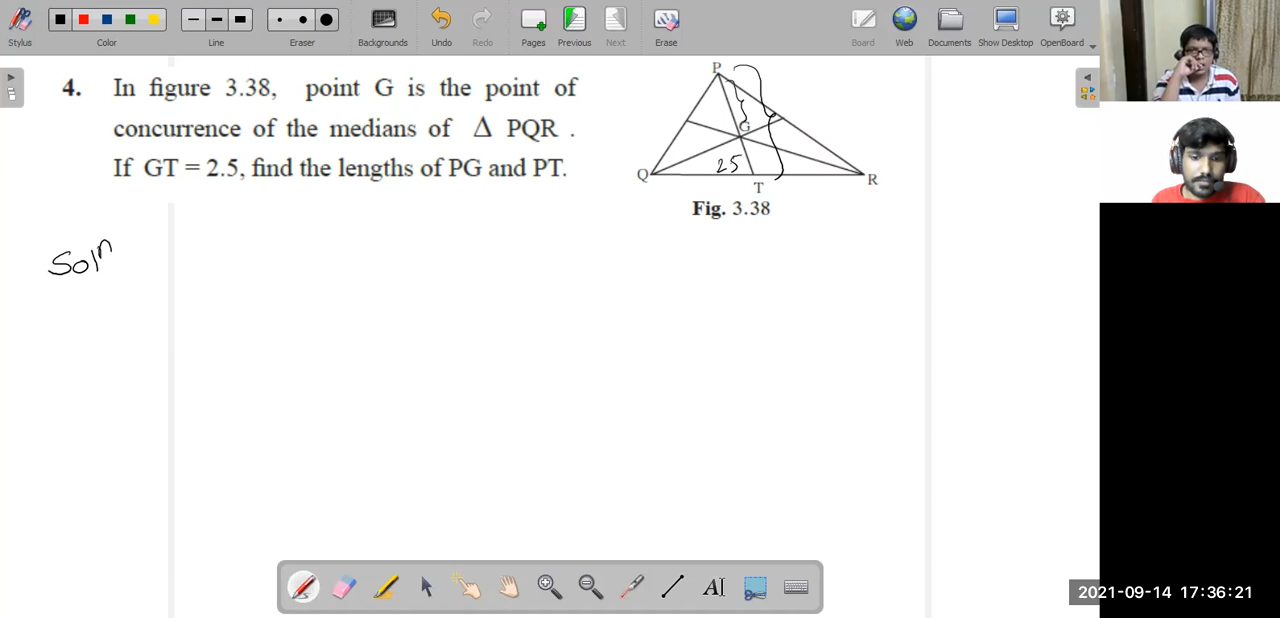 Stylus
Color
Line
Eraser
Backgrounds
Undo
Redo
Pages
Previous
Next
Erase
Board
Web
Documents
Show Desktop
OpenBoard
4. In figure 3.38, point G is the point of
concurrence of the medians of Δ PQR .
If GT = 2.5, find the lengths of PG and PT.
P
G
Q
2.5
T
R
Fig. 3.38
Soln
2021-09-14 17:36:21